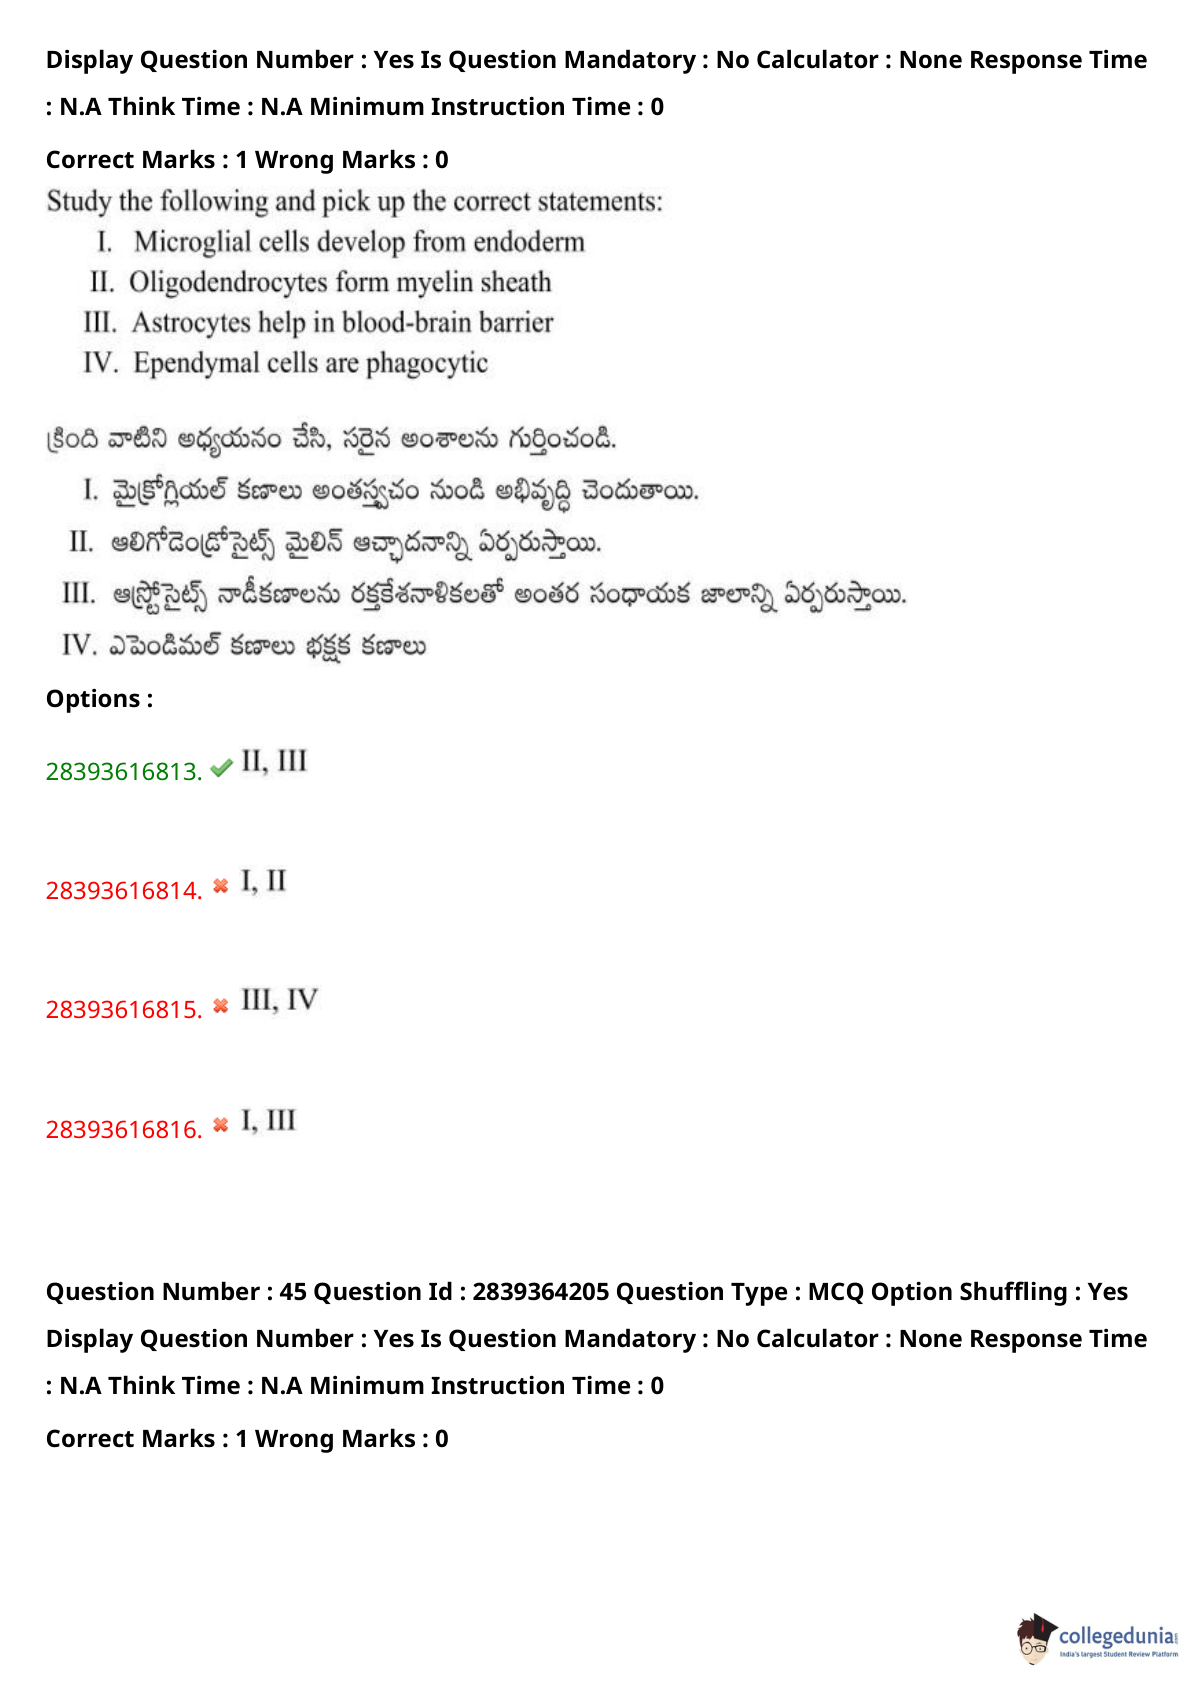 Display Question Number : Yes Is Question Mandatory : No Calculator : None Response Time
: N.A Think Time : N.A Minimum Instruction Time : 0
Correct Marks : 1 Wrong Marks : 0
Study the following and pick up the correct statements:
I. Microglial cells develop from endoderm
II. Oligodendrocytes form myelin sheath
III. Astrocytes help in blood-brain barrier
IV. Ependymal cells are phagocytic
క్రింది వాటిని అధ్యయనం చేసి, సరైన అంశాలను గుర్తించండి.
I. మైక్రోగ్లియల్ కణాలు అంతస్త్వచం నుండి అభివృద్ధి చెందుతాయి.
II. ఆలిగోడెండ్రోసైట్స్ మైలిన్ ఆచ్ఛాదనాన్ని ఏర్పరుస్తాయి.
III. ఆస్ట్రోసైట్స్ నాడీకణాలను రక్తకేశనాళికలతో అంతర సంధాయక జాలాన్ని ఏర్పరుస్తాయి.
IV. ఎపెండిమల్ కణాలు భక్షక కణాలు
Options :
28393616813. II, III
28393616814. I, II
28393616815. III, IV
28393616816. I, III
Question Number : 45 Question Id : 2839364205 Question Type : MCQ Option Shuffling : Yes
Display Question Number : Yes Is Question Mandatory : No Calculator : None Response Time
: N.A Think Time : N.A Minimum Instruction Time : 0
Correct Marks : 1 Wrong Marks : 0
collegedunia
India's largest Student Review Platform